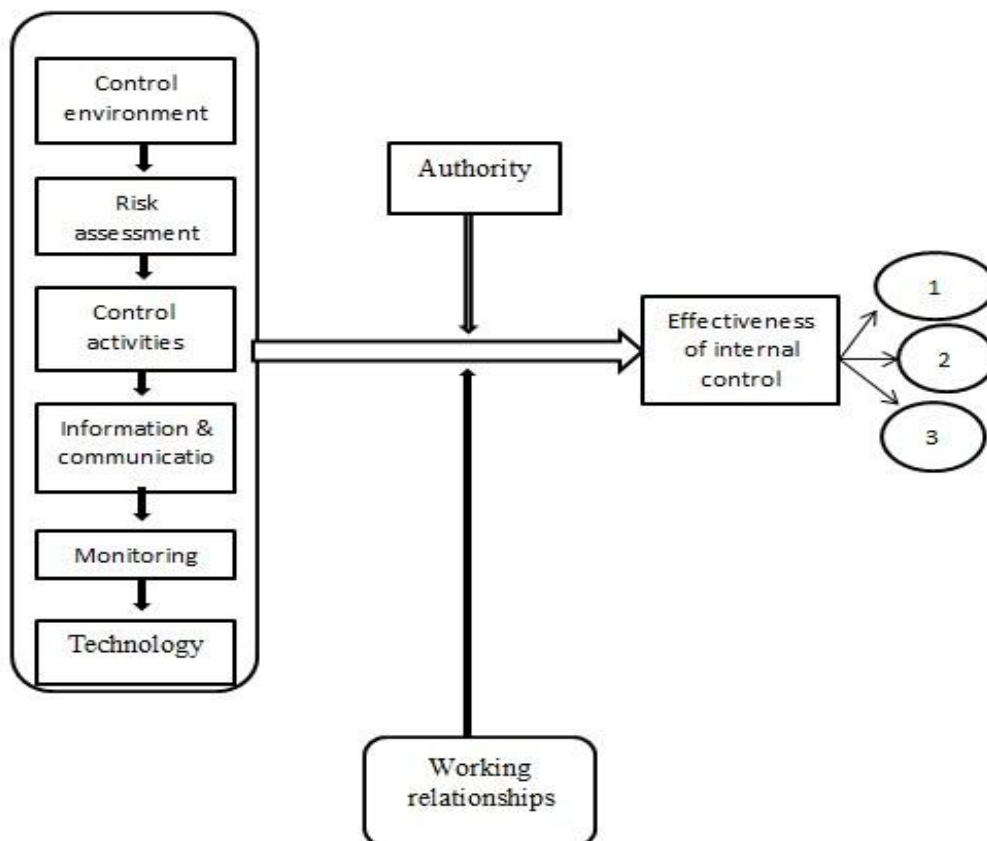 Control
environment
Risk
assessment
Control
activities
Information &
communicatio
Monitoring
Technology
Authority
Working
relationships
Effectiveness
of internal
control
1
2
3